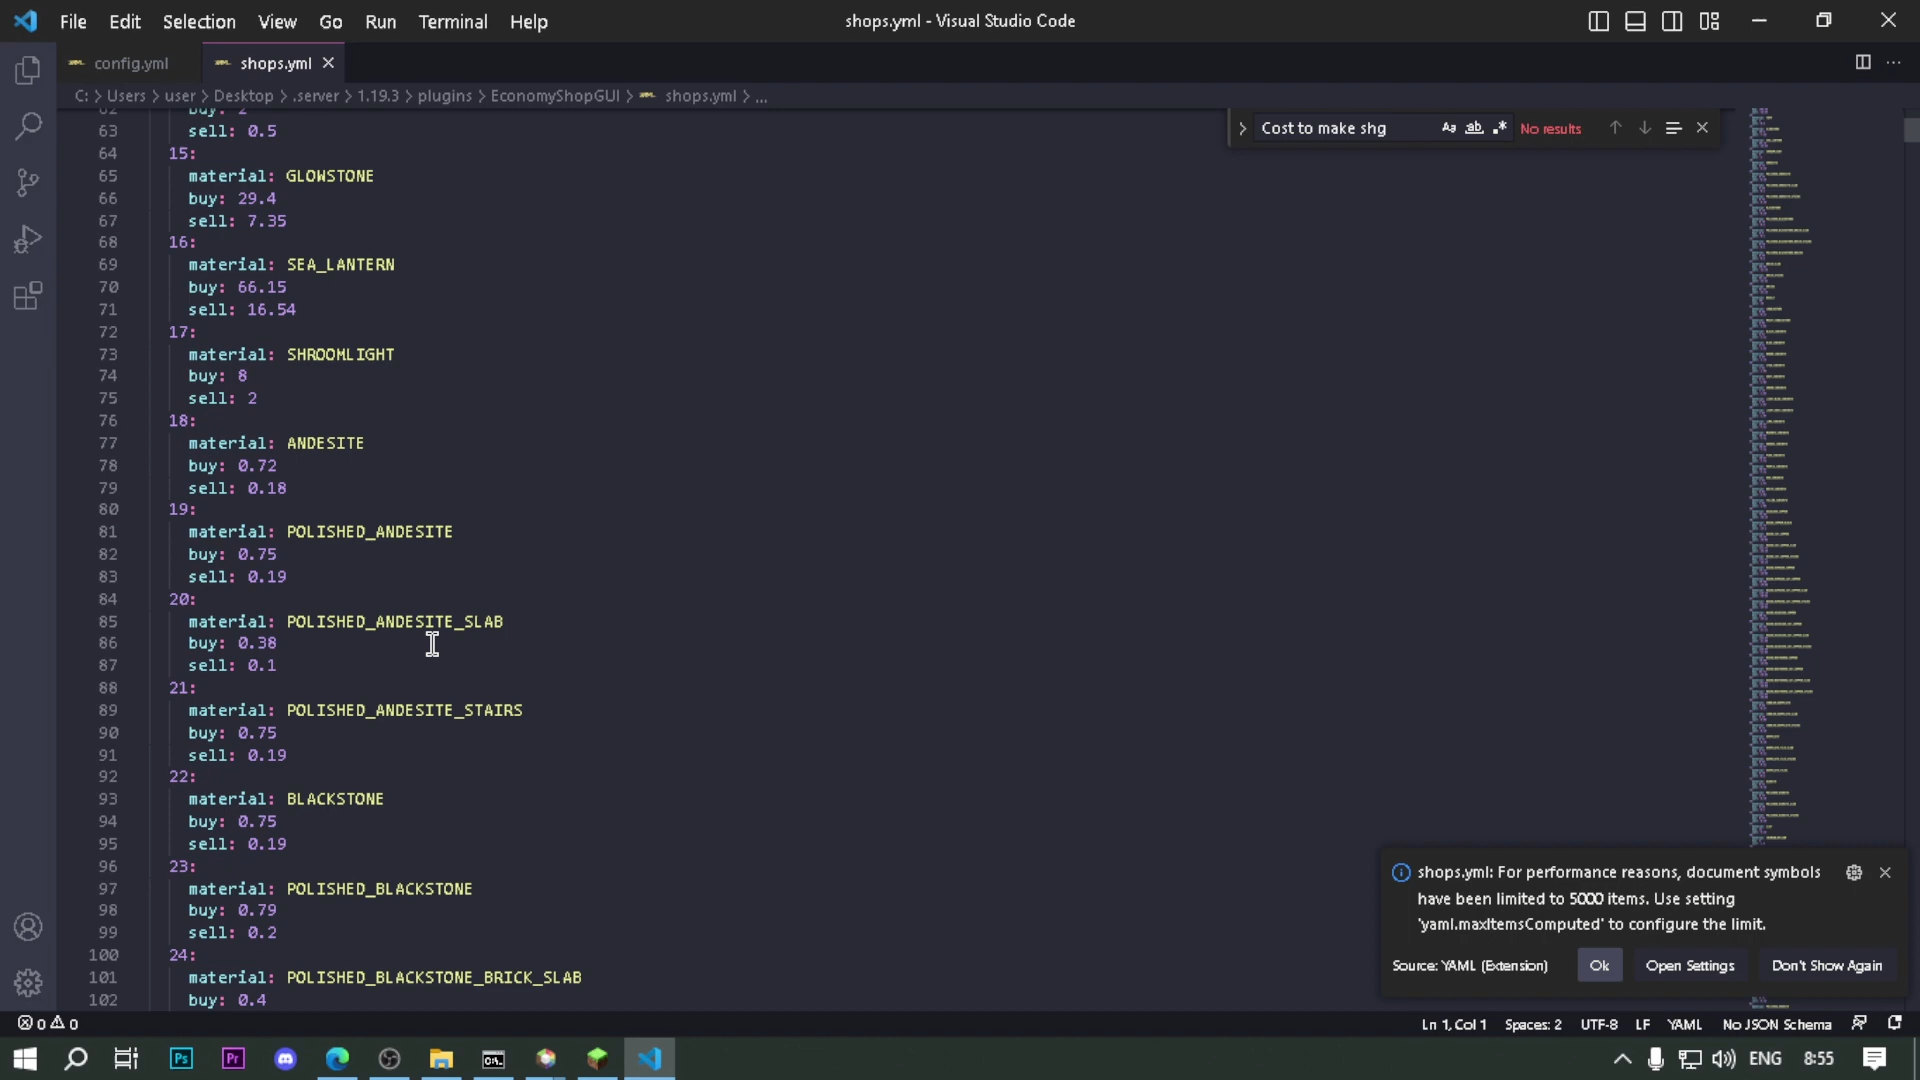 File Edit Selection View Go Run Terminal Help
shops.yml - Visual Studio Code
config.yml
shops.yml
C: > Users > user > Desktop > .server > 1.19.3 > plugins > EconomyShopGUI > shops.yml > ...
Cost to make shg Aa ab .* No results
62 buy: 2
63 sell: 0.5
64 15:
65 material: GLOWSTONE
66 buy: 29.4
67 sell: 7.35
68 16:
69 material: SEA_LANTERN
70 buy: 66.15
71 sell: 16.54
72 17:
73 material: SHROOMLIGHT
74 buy: 8
75 sell: 2
76 18:
77 material: ANDESITE
78 buy: 0.72
79 sell: 0.18
80 19:
81 material: POLISHED_ANDESITE
82 buy: 0.75
83 sell: 0.19
84 20:
85 material: POLISHED_ANDESITE_SLAB
86 buy: 0.38
87 sell: 0.1
88 21:
89 material: POLISHED_ANDESITE_STAIRS
90 buy: 0.75
91 sell: 0.19
92 22:
93 material: BLACKSTONE
94 buy: 0.75
95 sell: 0.19
96 23:
97 material: POLISHED_BLACKSTONE
98 buy: 0.79
99 sell: 0.2
100 24:
101 material: POLISHED_BLACKSTONE_BRICK_SLAB
102 buy: 0.4
shops.yml: For performance reasons, document symbols
have been limited to 5000 items. Use setting
'yaml.maxItemsComputed' to configure the limit.
Source: YAML (Extension)
Ok
Open Settings
Don't Show Again
0 0
Ln 1, Col 1 Spaces: 2 UTF-8 LF YAML No JSON Schema
Ps Pr
ENG 8:55